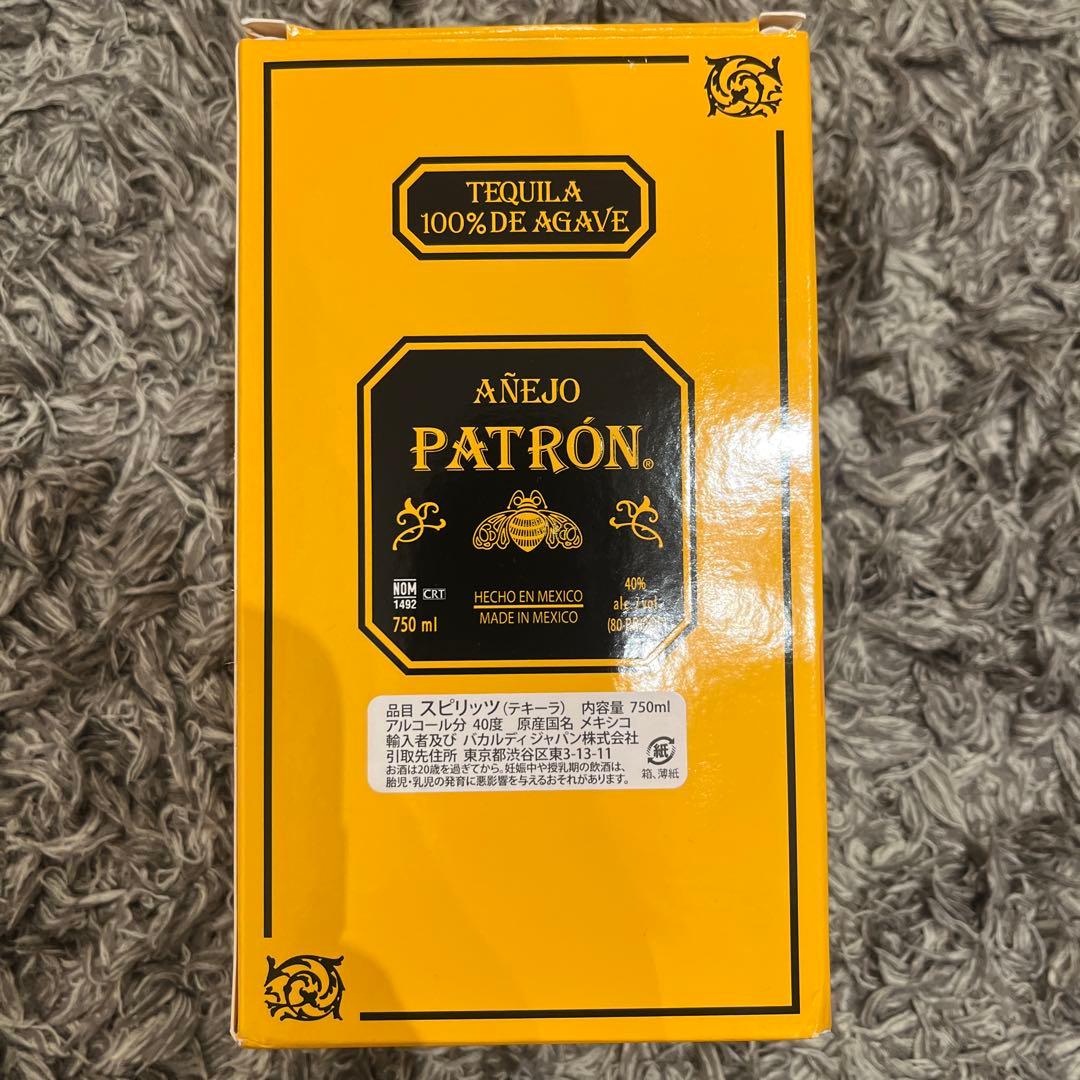 TEQUILA
100% DE AGAVE
AÑEJO
PATRÓN®
NOM
1492
CRT
750 ml
HECHO EN MEXICO
MADE IN MEXICO
40%
品目 スピリッツ(テキーラ) 内容量 750ml
アルコール分 40度 原産国名 メキシコ
輸入者及び バカルディジャパン株式会社
引取先住所 東京都渋谷区東3-13-11
お酒は20歳を過ぎてから。妊娠中や授乳期の飲酒は、
胎児・乳児の発育に悪影響を与えるおそれがあります。
紙
箱、薄紙